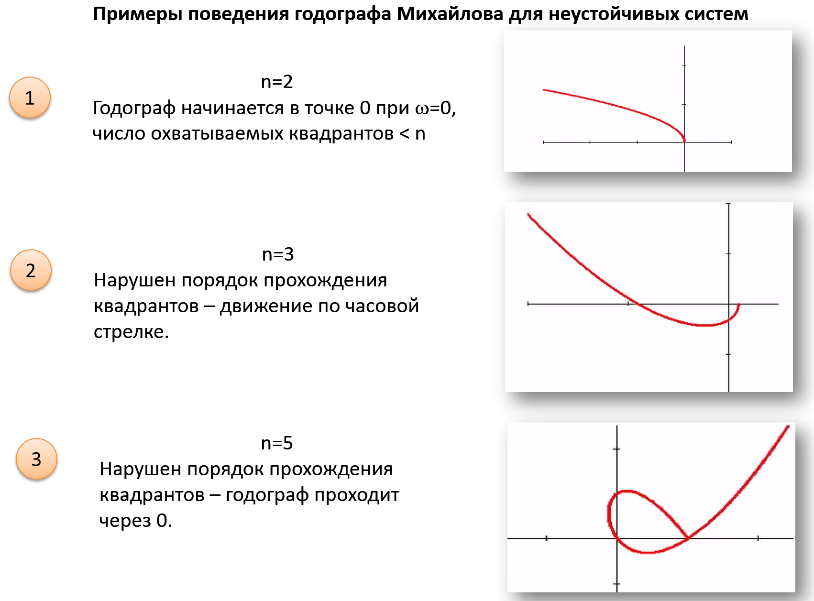 Примеры поведения годографа Михайлова для неустойчивых систем
1
n=2
Годограф начинается в точке 0 при ω=0,
число охватываемых квадрантов < n
2
n=3
Нарушен порядок прохождения
квадрантов – движение по часовой
стрелке.
3
n=5
Нарушен порядок прохождения
квадрантов – годограф проходит
через 0.